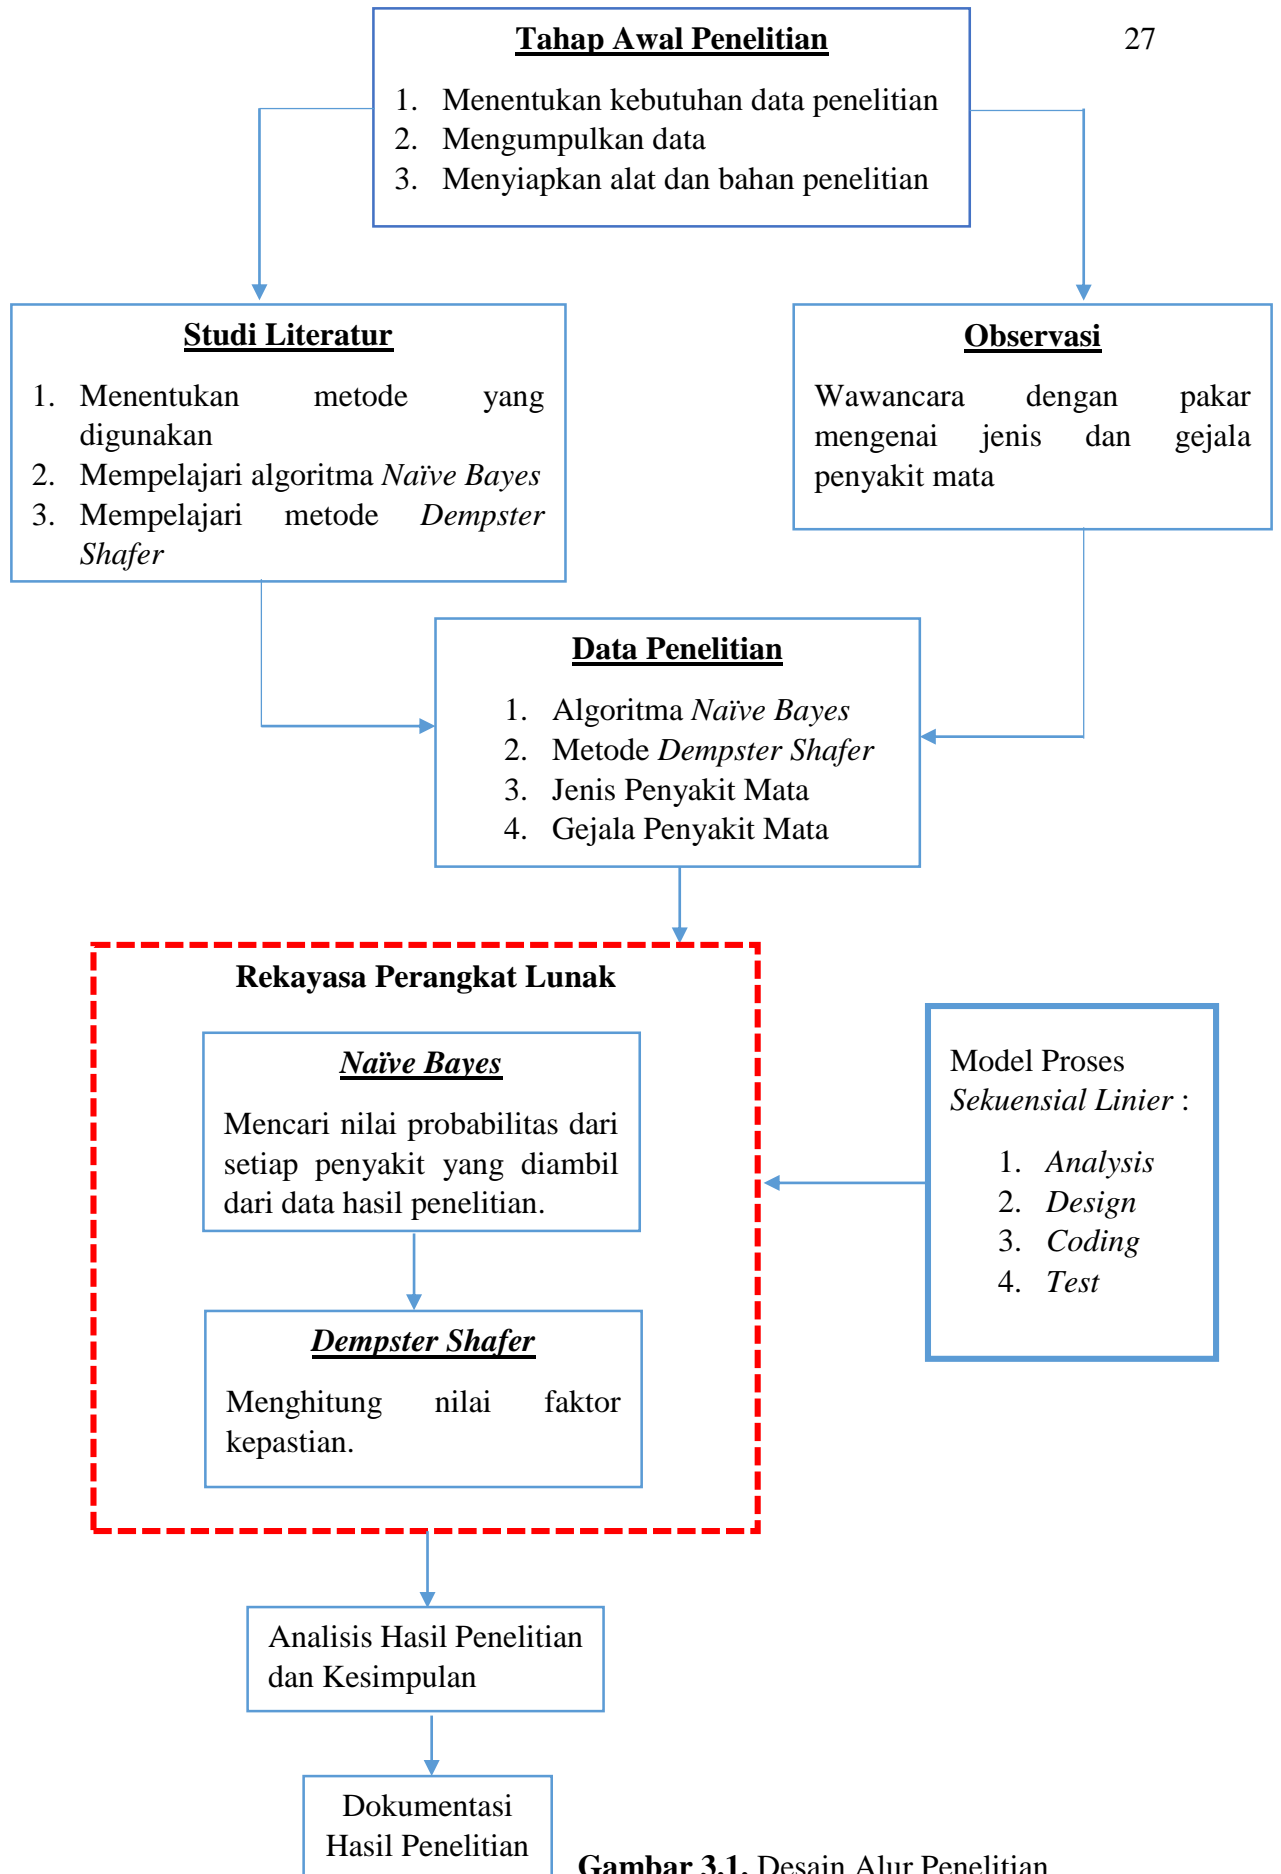 27
Tahap Awal Penelitian
1. Menentukan kebutuhan data penelitian
2. Mengumpulkan data
3. Menyiapkan alat dan bahan penelitian
Studi Literatur
1. Menentukan metode yang
digunakan
2. Mempelajari algoritma Naïve Bayes
3. Mempelajari metode Dempster
Shafer
Observasi
Wawancara dengan pakar
mengenai jenis dan gejala
penyakit mata
Data Penelitian
1. Algoritma Naïve Bayes
2. Metode Dempster Shafer
3. Jenis Penyakit Mata
4. Gejala Penyakit Mata
Rekayasa Perangkat Lunak
Naïve Bayes
Mencari nilai probabilitas dari
setiap penyakit yang diambil
dari data hasil penelitian.
Dempster Shafer
Menghitung nilai faktor
kepastian.
Model Proses
Sekuensial Linier :
1. Analysis
2. Design
3. Coding
4. Test
Analisis Hasil Penelitian
dan Kesimpulan
Dokumentasi
Hasil Penelitian
Gambar 3.1. Desain Alur Penelitian